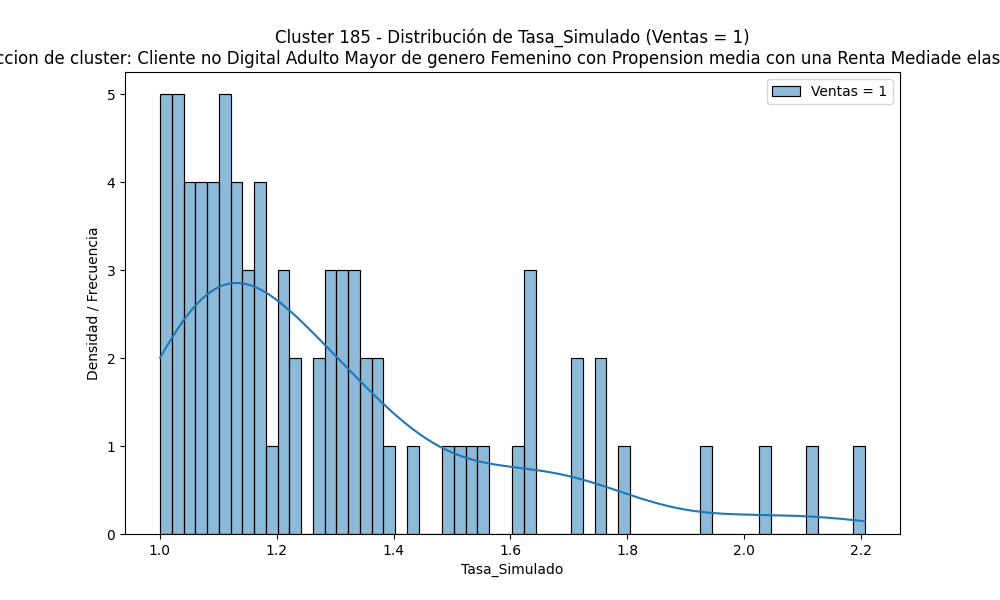 Cluster 185 - Distribución de Tasa_Simulado (Ventas = 1)
ccion de cluster: Cliente no Digital Adulto Mayor de genero Femenino con Propension media con una Renta Mediade elas
Ventas = 1
5
4
3
2
1
0
Densidad / Frecuencia
1.0 1.2 1.4 1.6 1.8 2.0 2.2
Tasa_Simulado